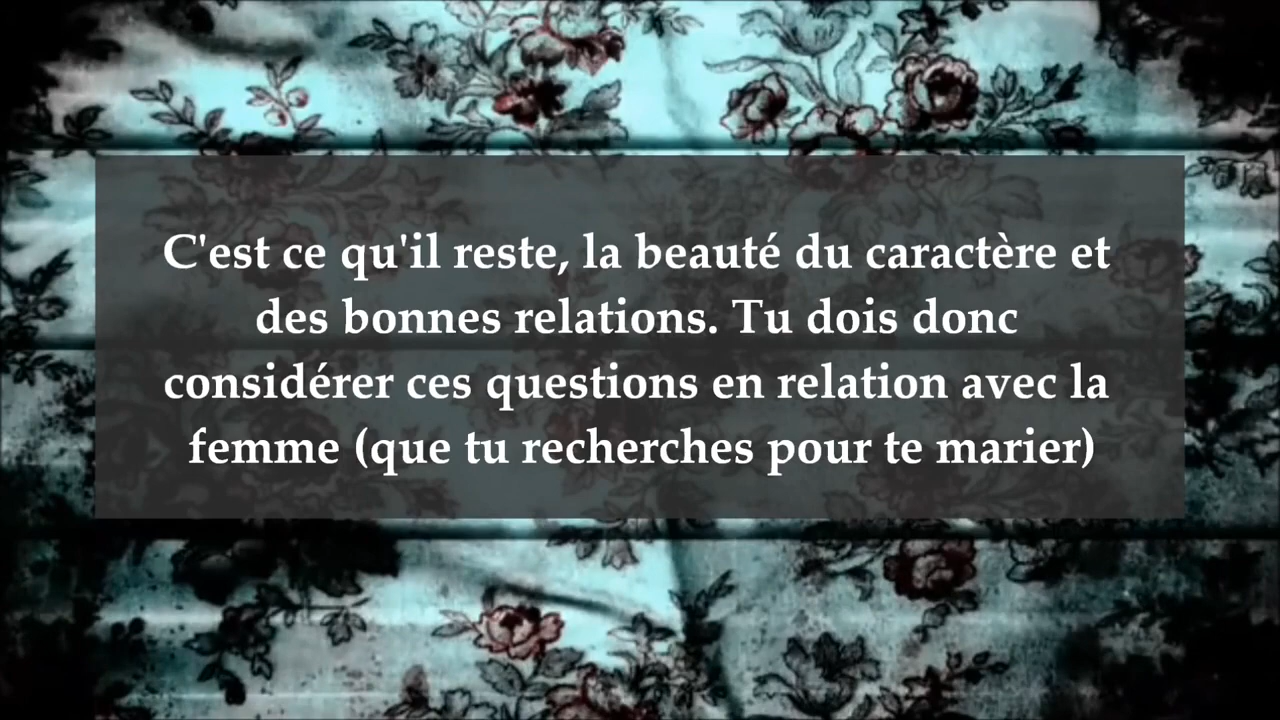 C'est ce qu'il reste, la beauté du caractère et
des bonnes relations. Tu dois donc
considérer ces questions en relation avec la
femme (que tu recherches pour te marier)